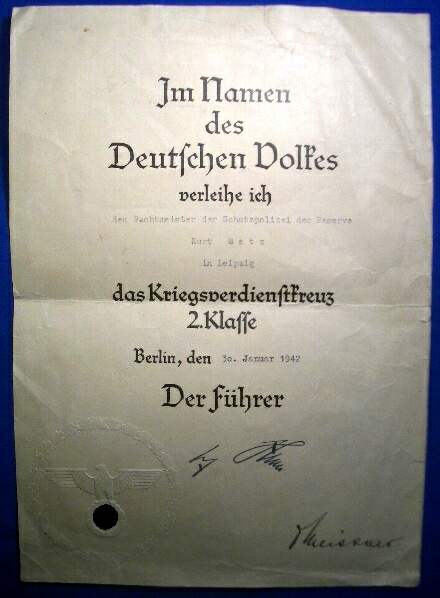 Im Namen
des
Deutschen Volkes
verleihe ich
dem Wachtmeister der Schutzpolizei der Reserve
Kurt Metz
in Leipzig
das Kriegsverdienstkreuz
2.Klasse
Berlin, den 30. Januar 1942
Der Führer
Meissner